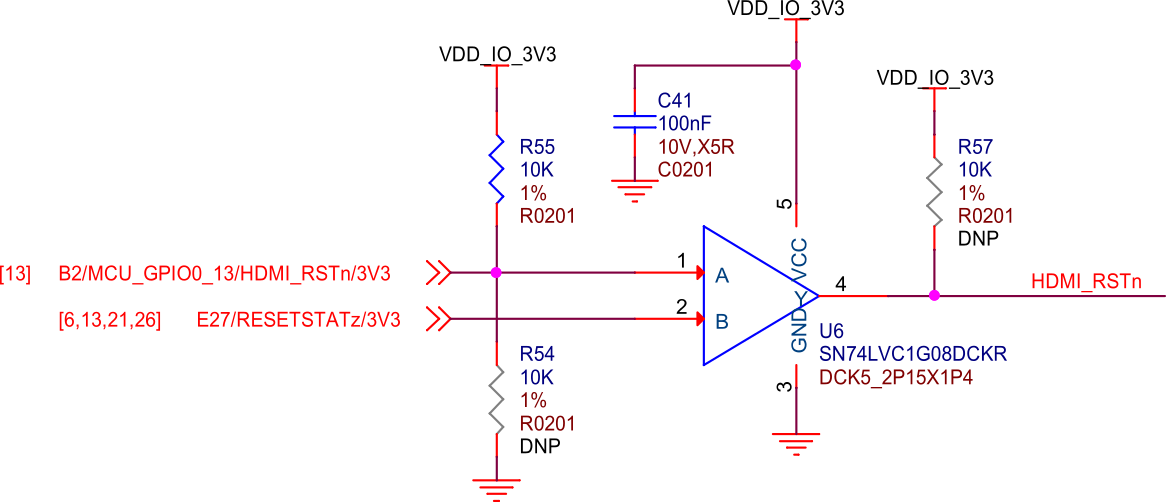 VDD_IO_3V3
VDD_IO_3V3
VDD_IO_3V3
C41
100nF
10V,X5R
C0201
R55
10K
1%
R0201
R57
10K
1%
R0201
DNP
5
VCC
[13] B2/MCU_GPIO0_13/HDMI_RSTn/3V3
1
A
4
Y
HDMI_RSTn
[6,13,21,26] E27/RESETSTATz/3V3
2
B
GND
3
U6
SN74LVC1G08DCKR
DCK5_2P15X1P4
R54
10K
1%
R0201
DNP